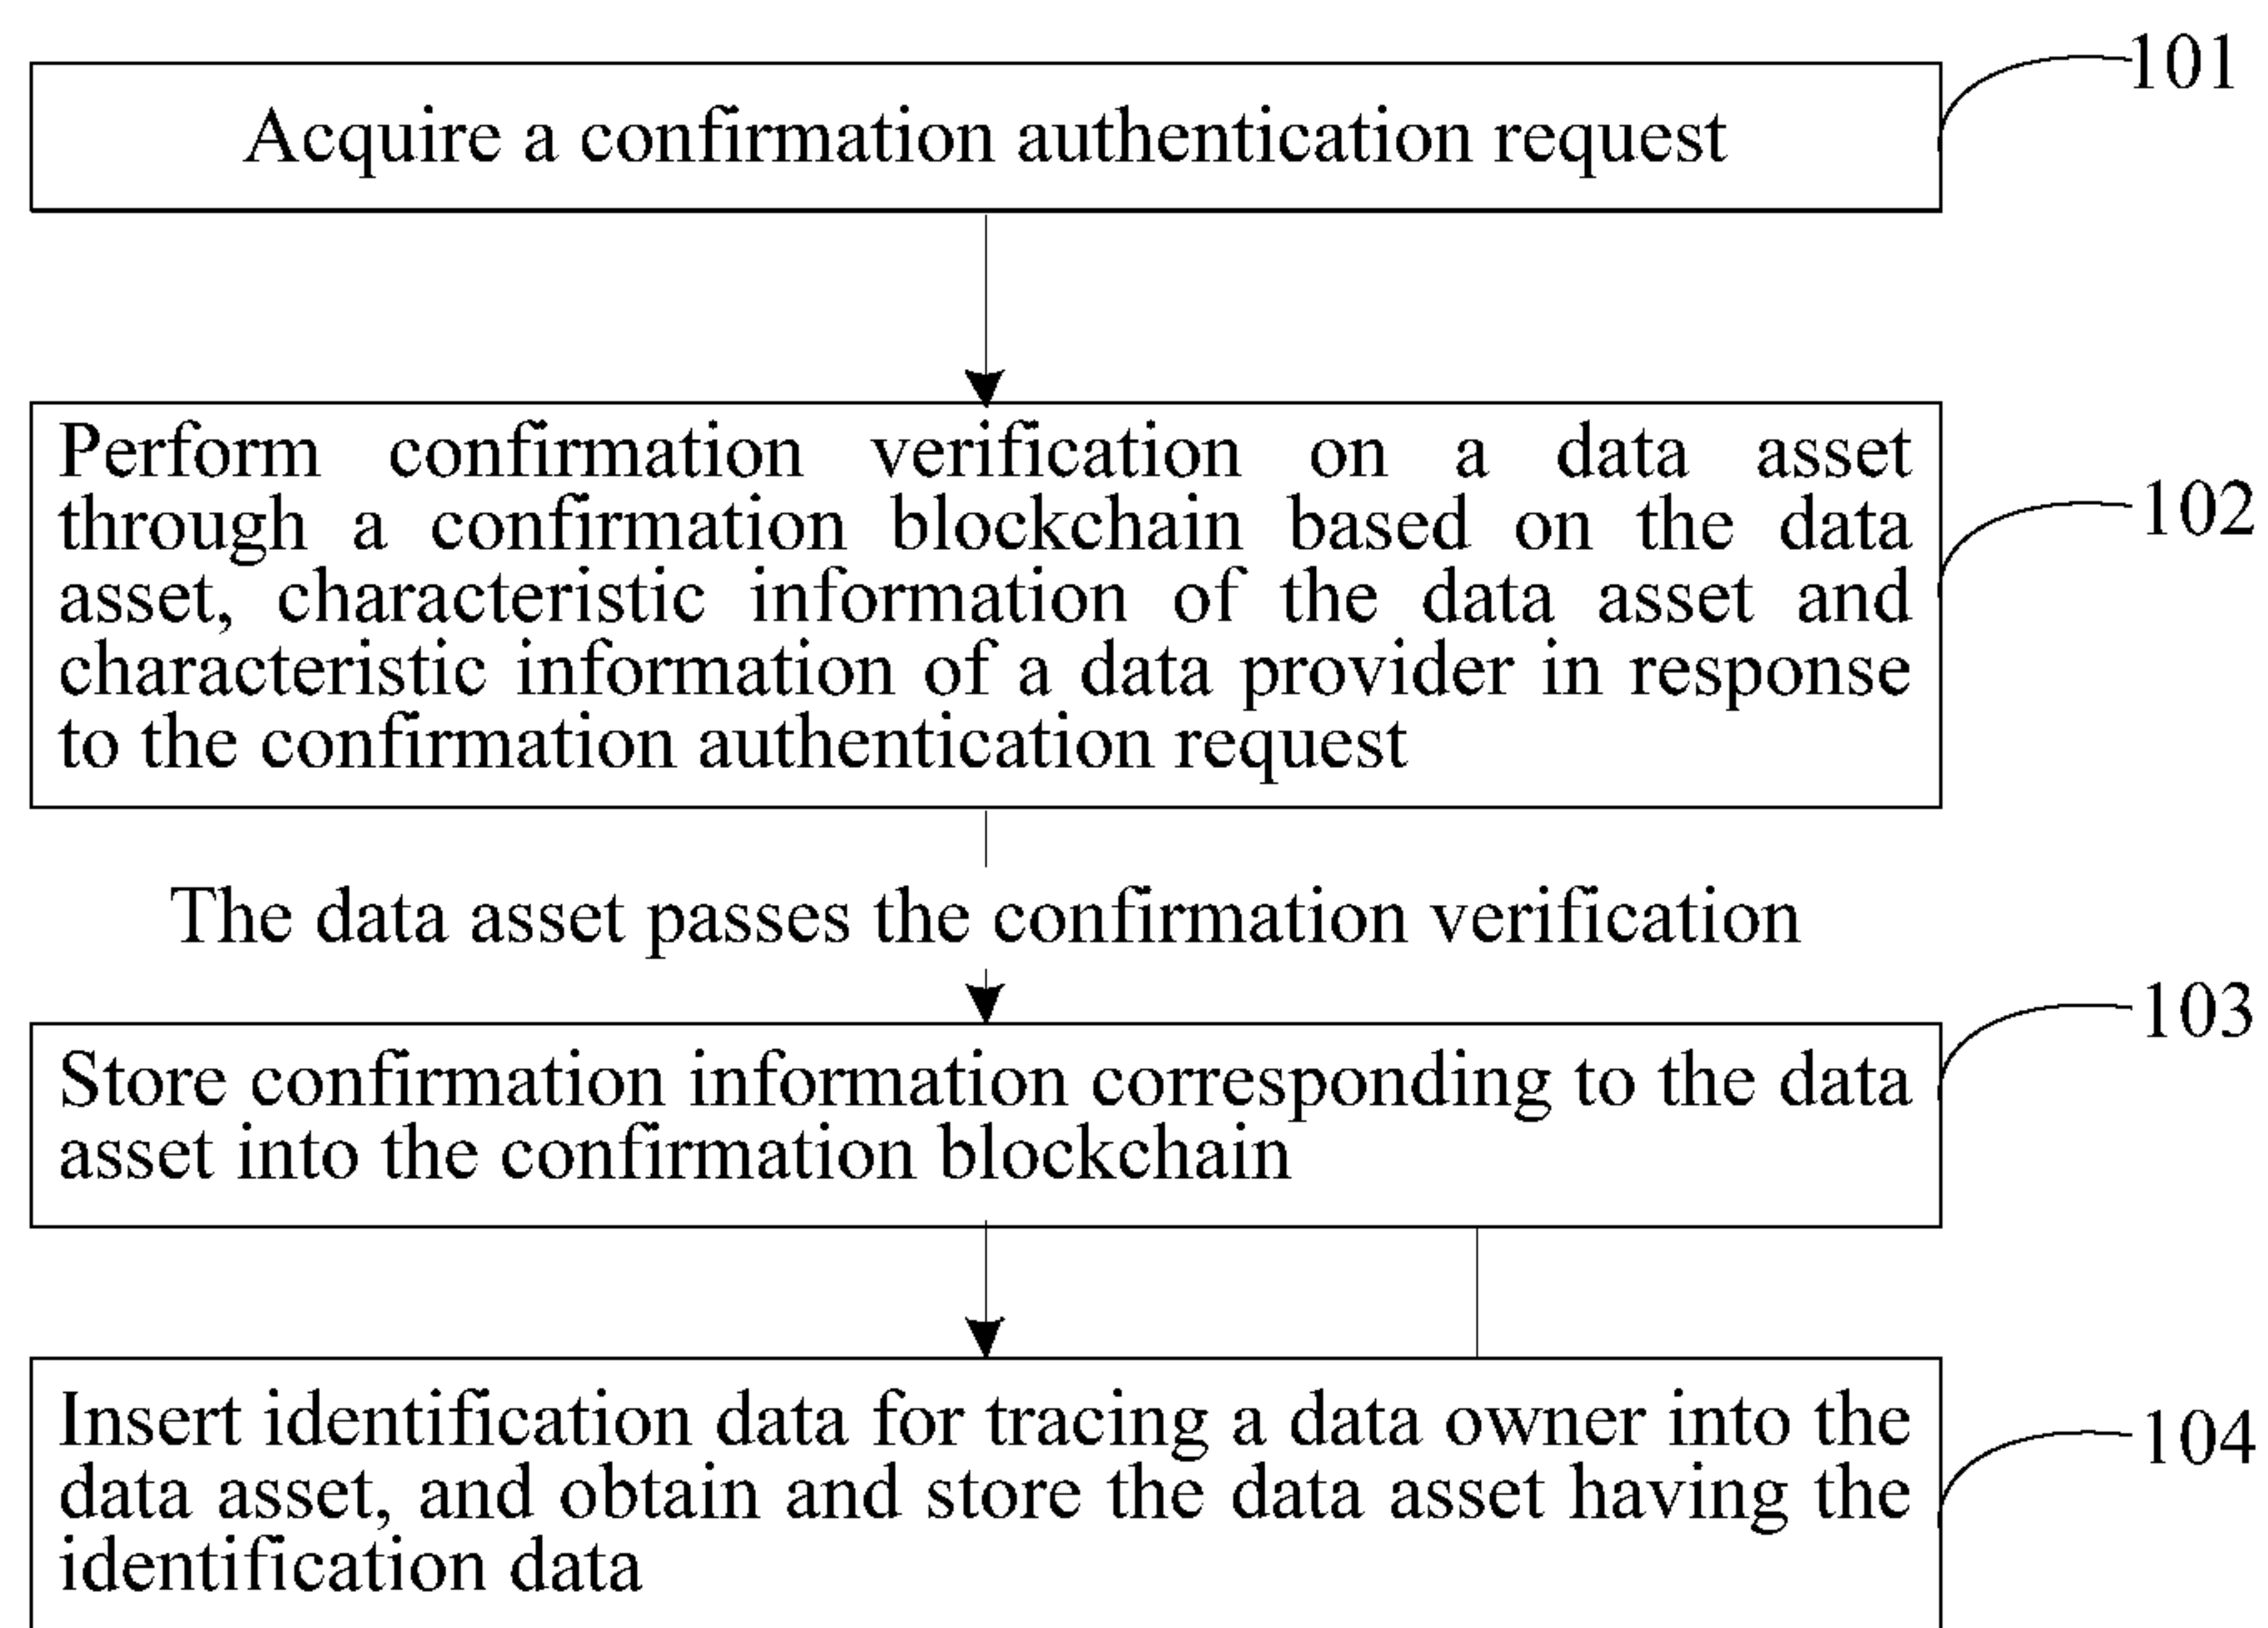 101
Acquire a confirmation authentication request
Perform confirmation verification on a data asset
through a confirmation blockchain based on the data
102
asset, characteristic information of the data asset and
characteristic information of a data provider in response
to the confirmation authentication request
The data asset passes the confirmation verification
103
Store confirmation information corresponding to the data
asset into the confirmation blockchain
Insert identification data for tracing a data owner into the
104
data asset, and obtain and store the data asset having the
identification data